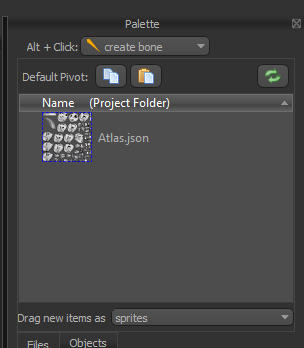 Palette
Alt + Click: create bone
Default Pivot:
Name (Project Folder)
Atlas.json
Drag new items as sprites
Files Objects